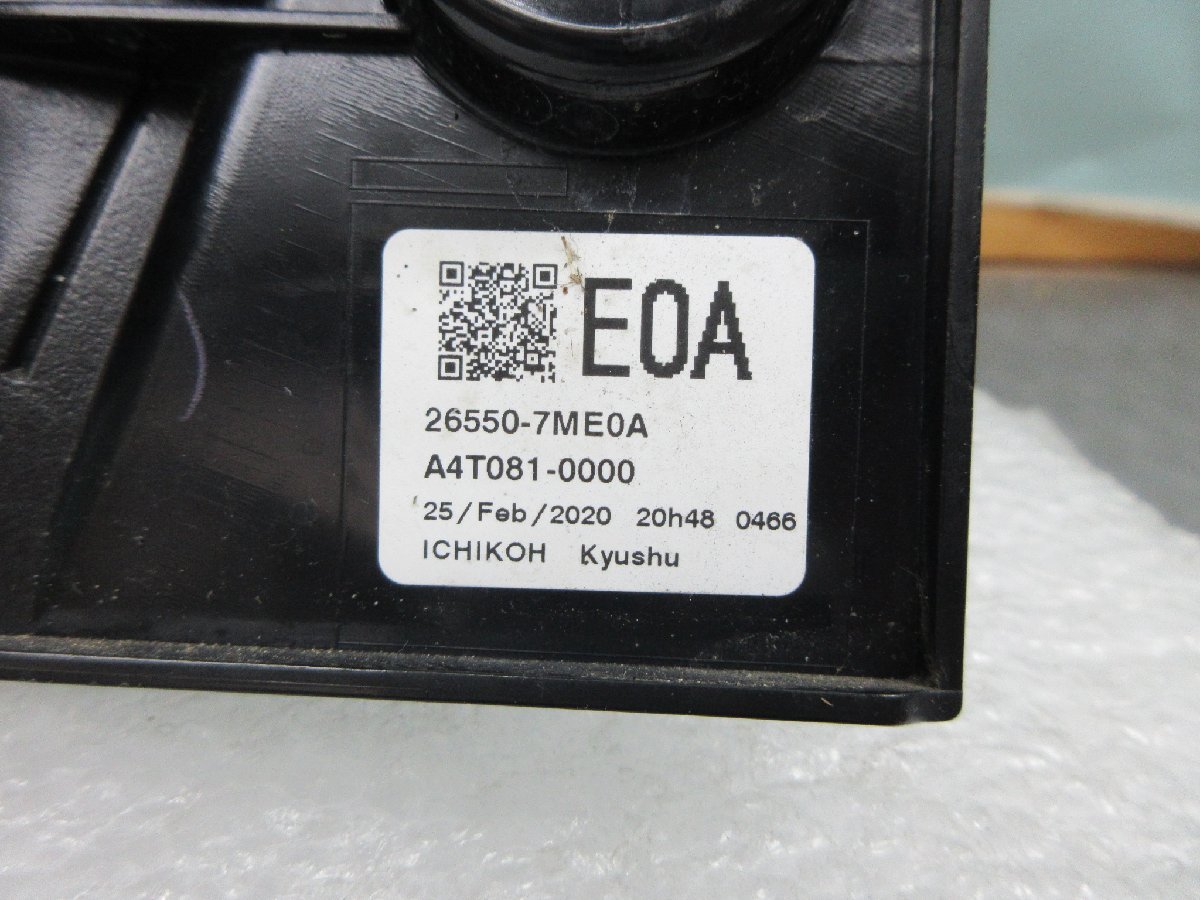 E0A
26550-7ME0A
A4T081-0000
25/Feb/2020 20h48 0466
ICHIKOH Kyushu